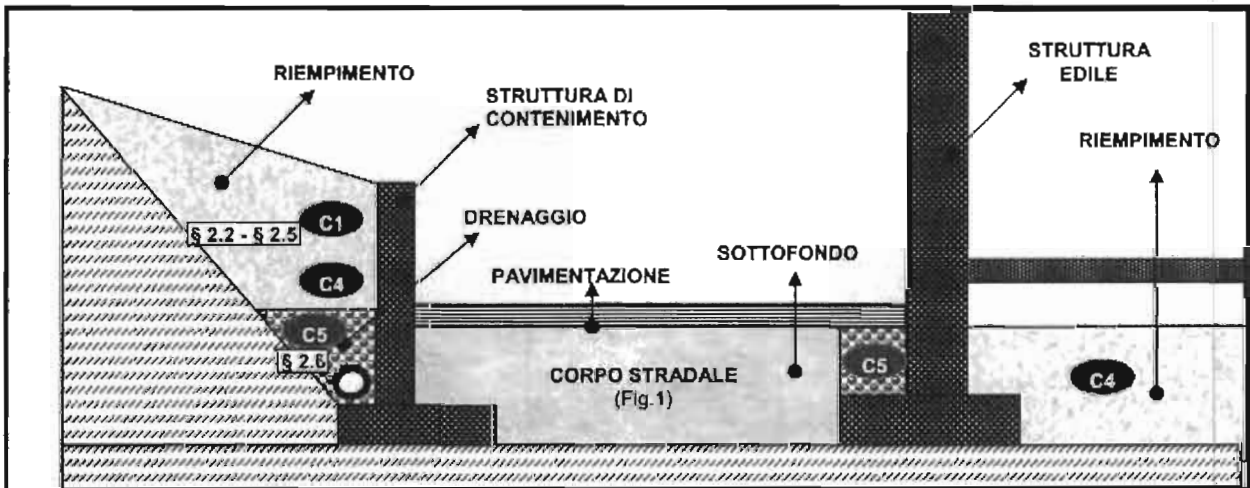 RIEMPIMENTO
STRUTTURA DI
CONTENIMENTO
STRUTTURA
EDILE
RIEMPIMENTO
C1
§ 2.2 - § 2.5
DRENAGGIO
SOTTOFONDO
C4
PAVIMENTAZIONE
C5
§ 2.6
CORPO STRADALE
(Fig.1)
C5
C4